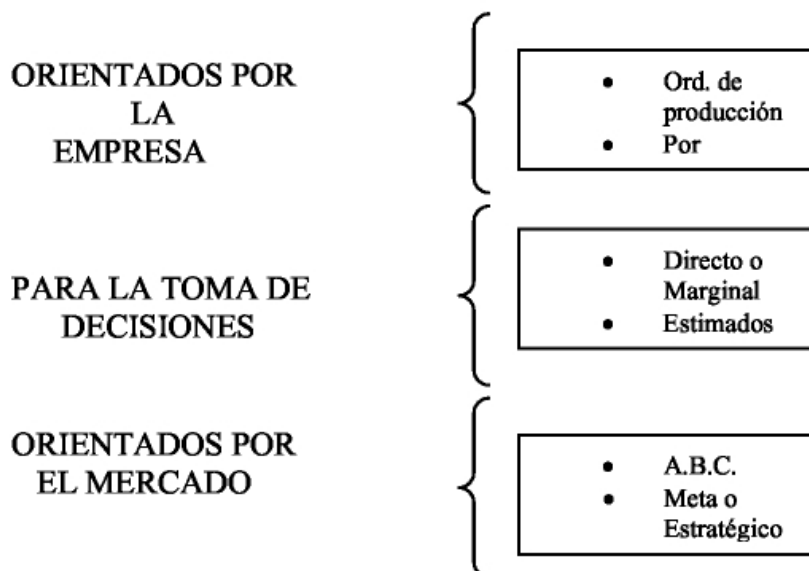 ORIENTADOS POR
LA
EMPRESA
• Ord. de
producción
• Por
PARA LA TOMA DE
DECISIONES
• Directo o
Marginal
• Estimados
ORIENTADOS POR
EL MERCADO
• A.B.C.
• Meta o
Estratégico